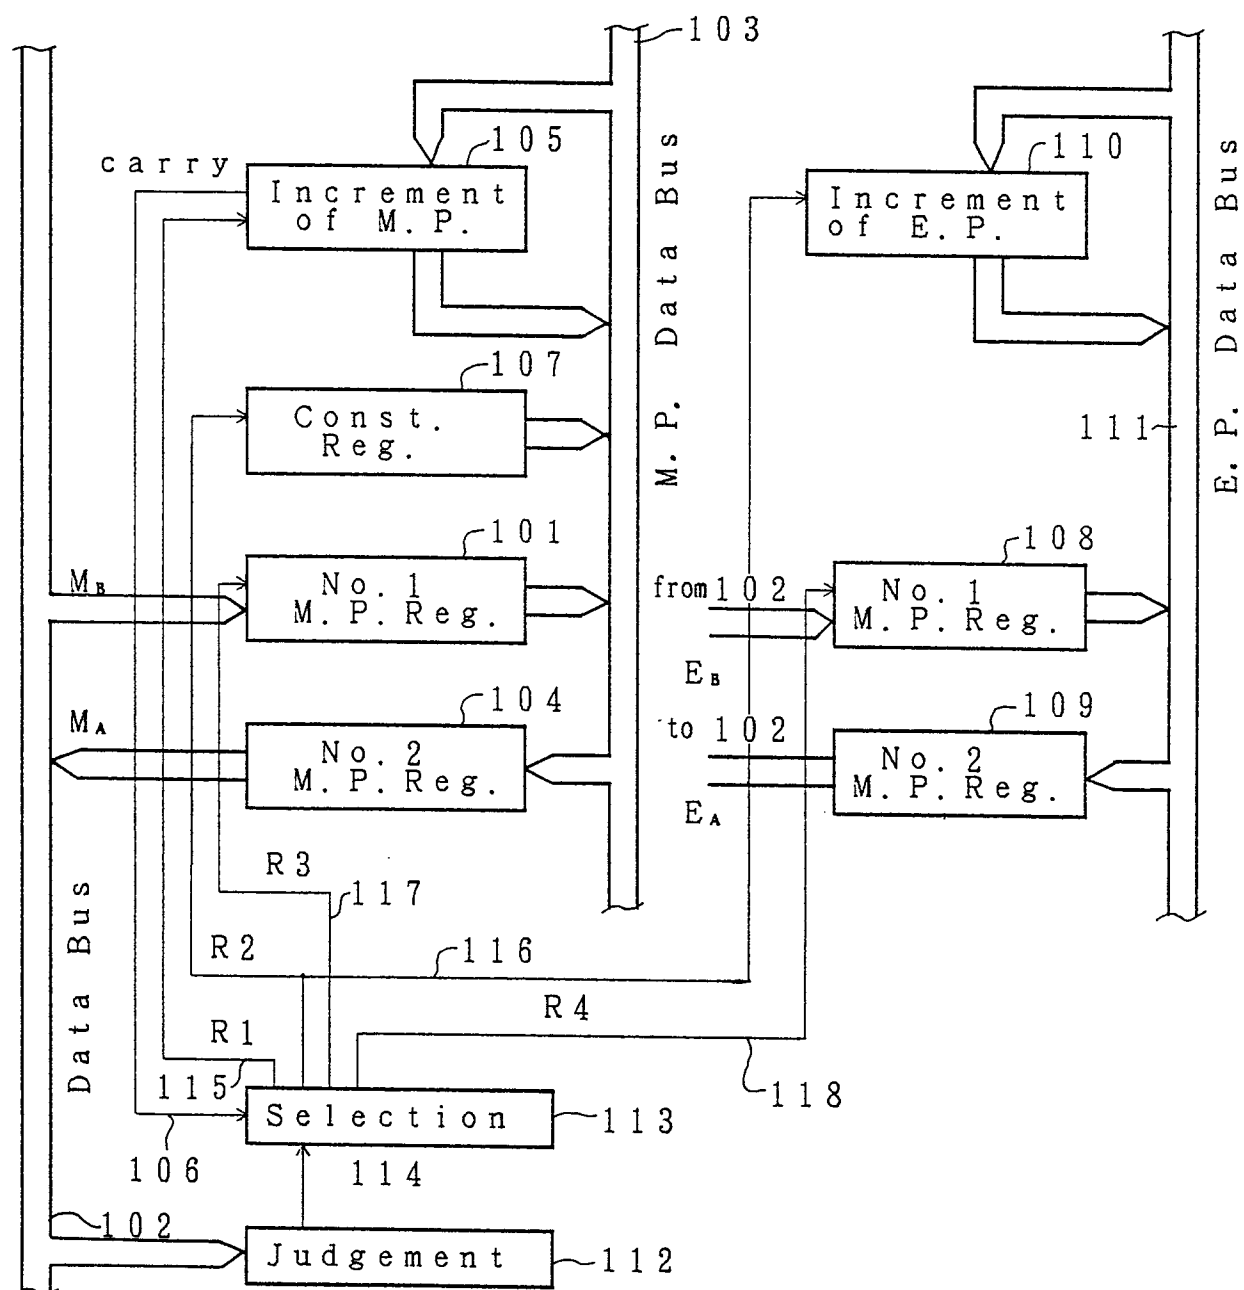 103
105
110
carry
Increment
of M.P.
Increment
of E.P.
M.P. Data Bus
E.P. Data Bus
107
Const.
Reg.
111
101
108
MB
No.1
M.P.Reg.
from 102
No.1
M.P.Reg.
EB
104
109
MA
No.2
M.P.Reg.
to 102
No.2
M.P.Reg.
EA
Data Bus
R3
117
R2
116
R4
R1
115
118
Selection
113
106
114
102
Judgement
112